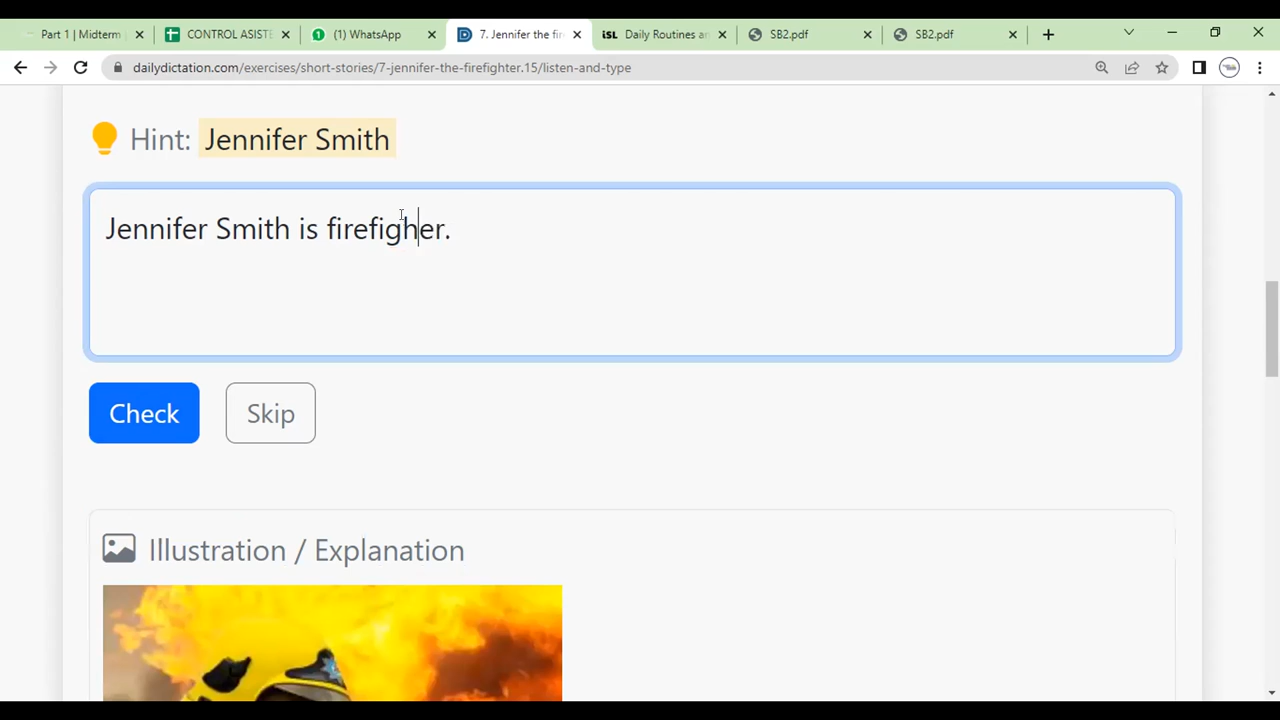 Part 1 | Midterm
CONTROL ASISTE
(1) WhatsApp
7. Jennifer the fir
iSL Daily Routines an
SB2.pdf
SB2.pdf
dailydictation.com/exercises/short-stories/7-jennifer-the-firefighter.15/listen-and-type
Hint: Jennifer Smith
Jennifer Smith is firefigher.
Check
Skip
Illustration / Explanation